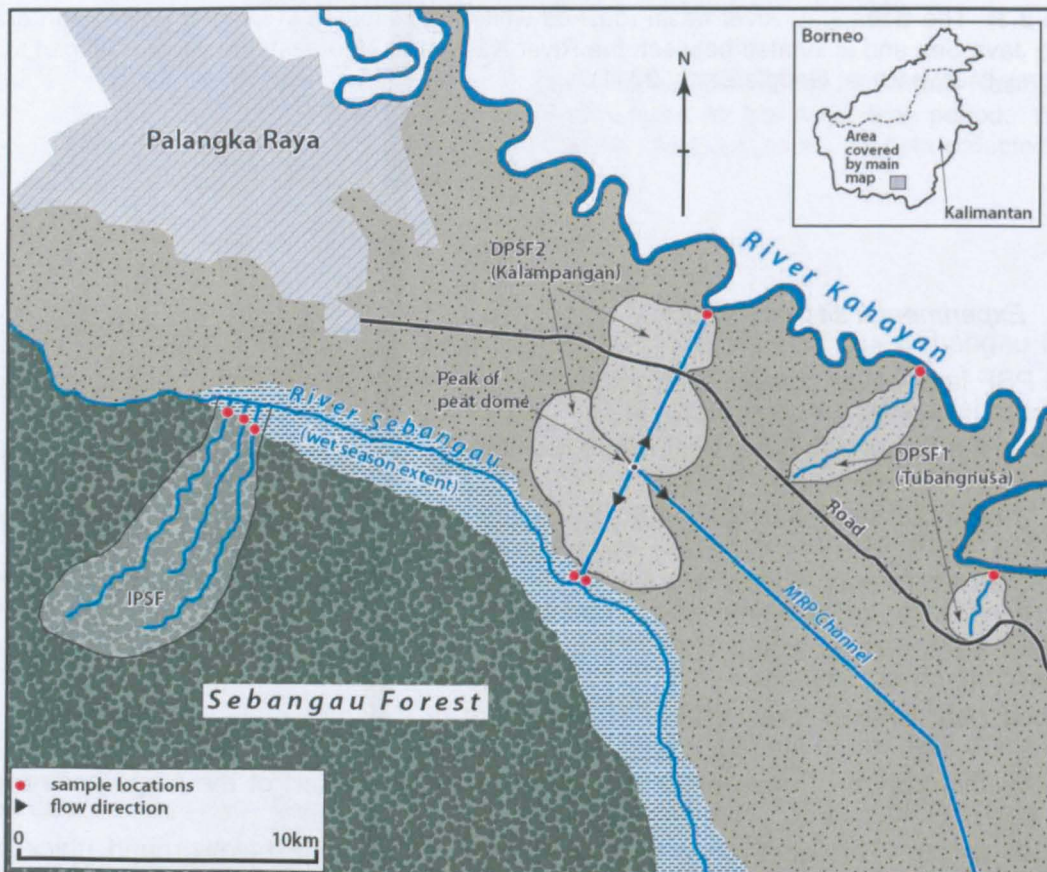 Palangka Raya
Borneo
Area
covered
by main
map
Kalimantan
N
DPSF2
(Kalampangan)
River Kahayan
Peak of
peat dome
River Sebangau
(wet season extent)
DPSF1
(Tubangnusa)
Road
IPSF
MRP Channel
Sebangau Forest
sample locations
flow direction
0 10km